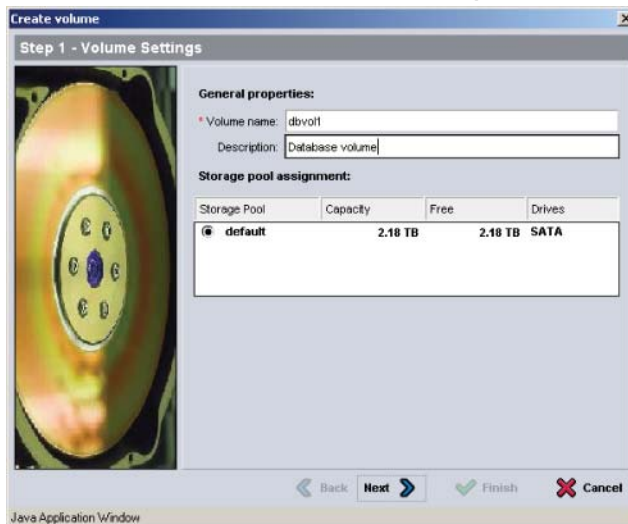 Create volume
Step 1 - Volume Settings
General properties:
* Volume name: dbvol1
Description: Database volume
Storage pool assignment:
Storage Pool Capacity Free Drives
default 2.18 TB 2.18 TB SATA
Back Next Finish Cancel
Java Application Window